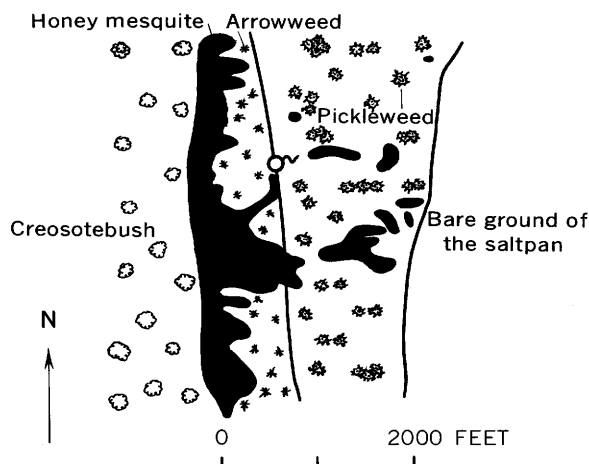 Honey mesquite Arrowweed
Pickleweed
Creosotebush
Bare ground of
the saltpan
N
0 2000 FEET